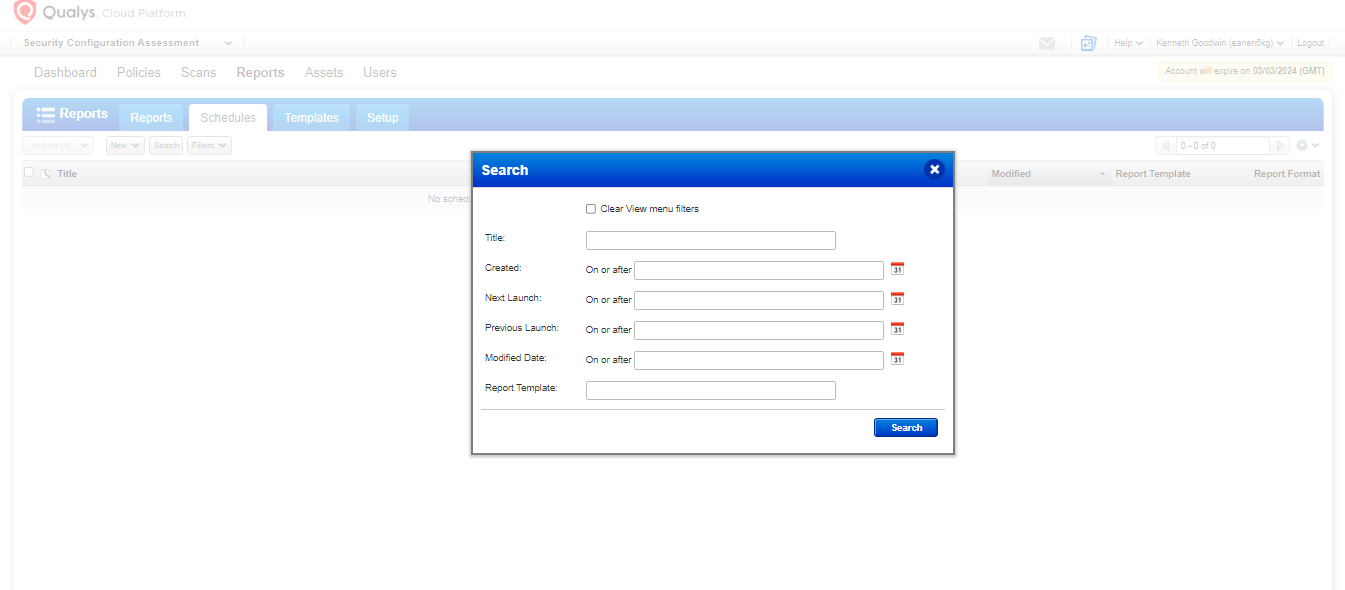 Qualys. Cloud Platform
Security Configuration Assessment
Help
Kenneth Goodwin (eanen6kg)
Logout
Dashboard Policies Scans Reports Assets Users
Account will expire on 03/03/2024 (GMT)
Reports Reports Schedules Templates Setup
Actions (0) New Search Filters
0 - 0 of 0
Title Modified Report Template Report Format
No sched
Search
Clear View menu filters
Title:
Created: On or after 31
Next Launch: On or after 31
Previous Launch: On or after 31
Modified Date: On or after 31
Report Template:
Search